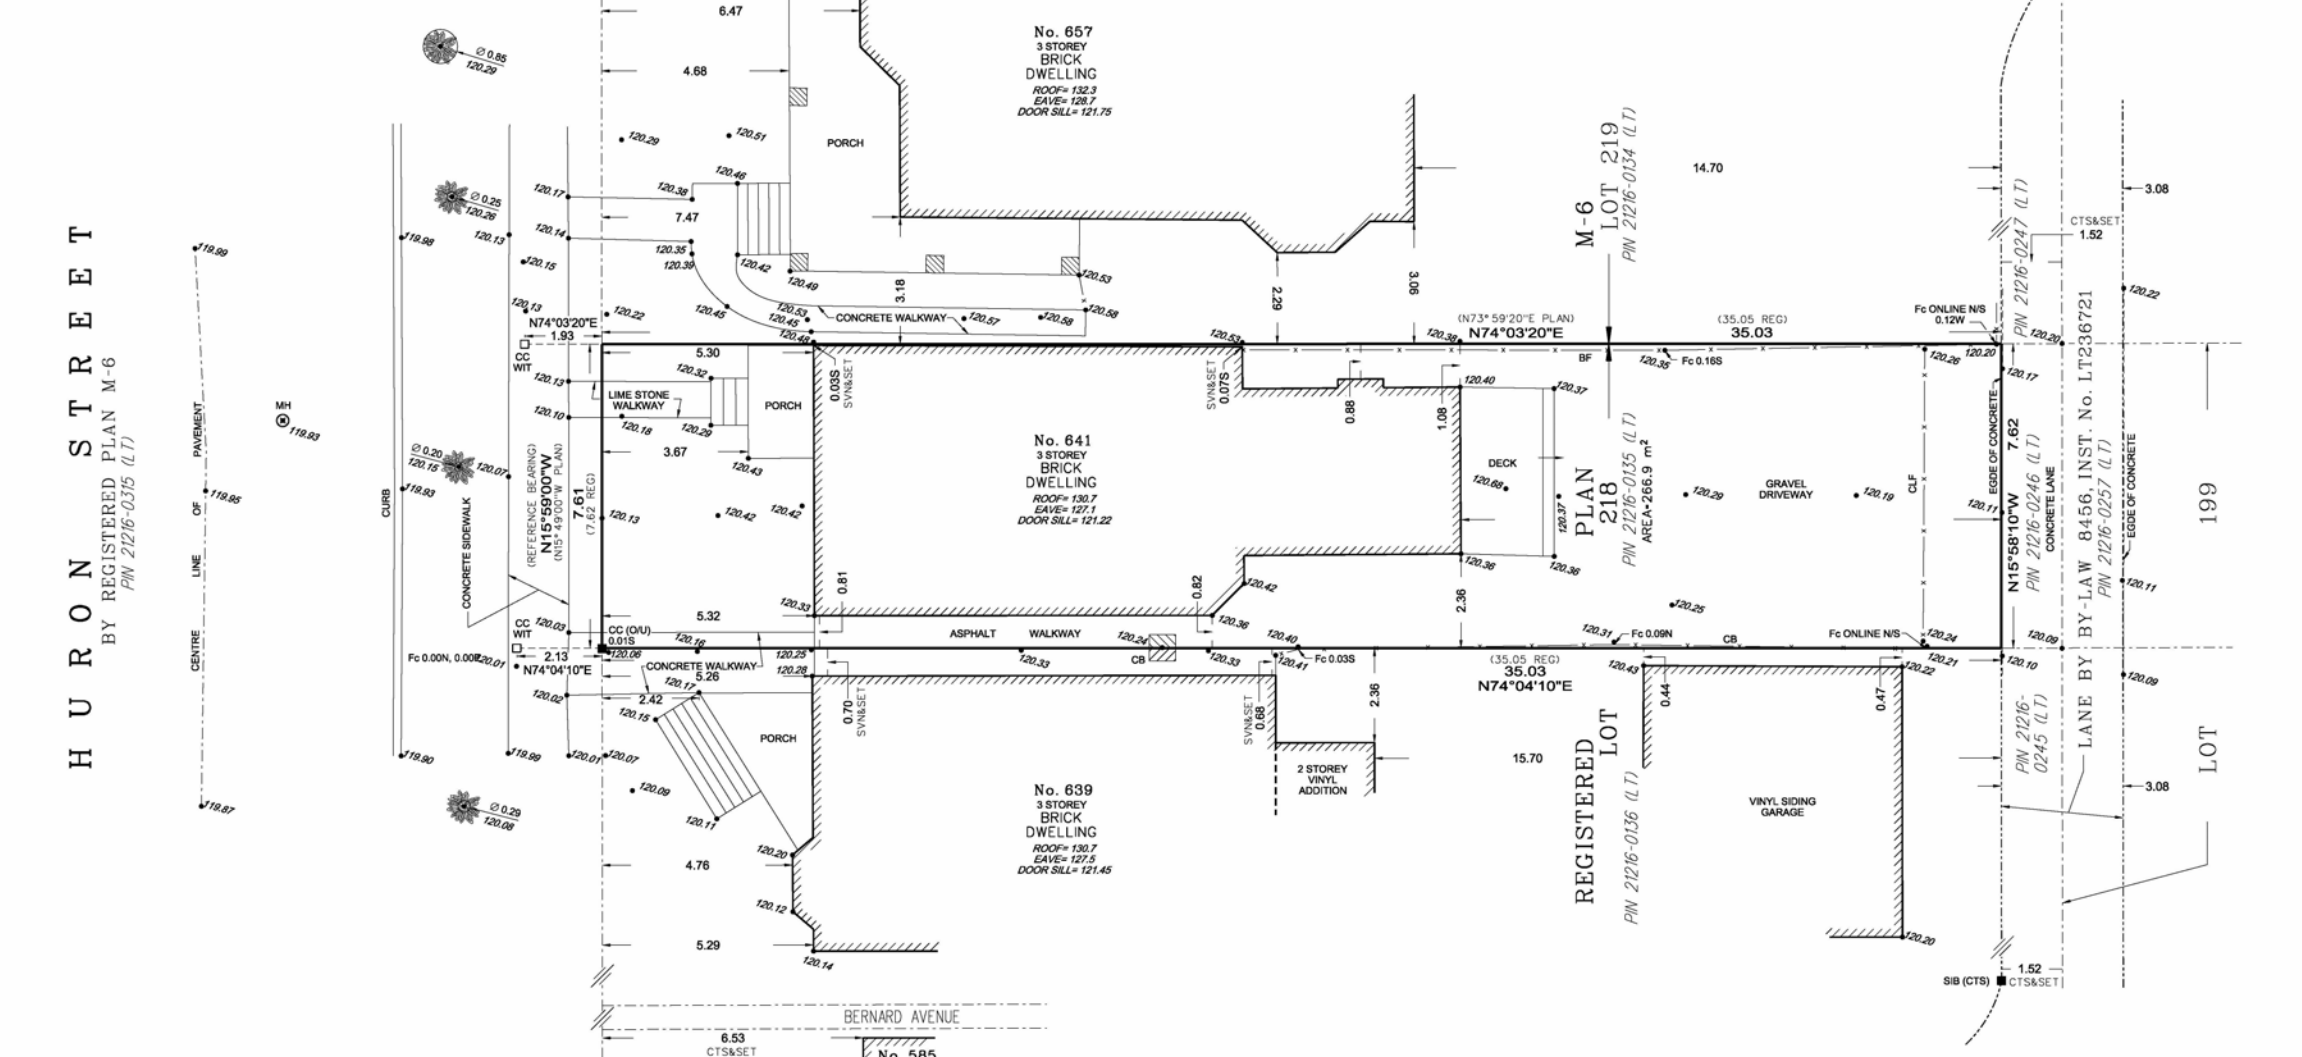 6.47
No. 657
3 STOREY
BRICK
DWELLING
ROOF= 132.3
EAVE= 128.7
DOOR SILL= 121.75
Ø 0.85
120.29
4.68
PORCH
120.29
120.51
120.46
120.38
120.17
7.47
Ø 0.25
120.26
120.13
120.14
120.35
120.39
120.42
120.49
120.53
120.15
120.13
120.22
120.45
120.53
120.45
120.48
CONCRETE WALKWAY
120.57
120.58
120.58
3.18
2.29
3.06
14.70
M-6
LOT 219
PIN 21216-0134 (LT)
3.08
CTS&SET
1.52
PIN 21216-0247 (LT)
120.22
119.99
119.98
HURON STREET
BY REGISTERED PLAN M-6
PIN 21216-0315 (LT)
N74°03'20"E
1.93
CC
WIT
120.53
120.38
(N73°59'20"E PLAN)
N74°03'20"E
(35.05 REG)
35.03
Fc ONLINE N/S
0.12W
120.20
120.20
120.26
120.17
BF
120.35
Fc 0.16S
5.30
0.03S
SVN&SET
0.07S
SVN&SET
120.13
120.32
LIME STONE
WALKWAY
PORCH
120.10
120.18
120.29
3.67
120.43
0.88
1.08
120.40
120.37
MH
119.93
CENTRE LINE OF PAVEMENT
119.95
CURB
119.93
Ø 0.20
120.15
120.07
CONCRETE SIDEWALK
(REFERENCE BEARING)
N15°59'00"W
(N15°49'00"W PLAN)
7.61
(7.62 REG)
120.13
120.42
120.42
No. 641
3 STOREY
BRICK
DWELLING
ROOF= 130.7
EAVE= 127.1
DOOR SILL= 121.22
DECK
120.68
120.37
PLAN
218
PIN 21216-0135 (LT)
AREA=266.9 m²
120.29
GRAVEL
DRIVEWAY
120.19
CLF
120.11
EGDE OF CONCRETE
7.62
N15°58'10"W
PIN 21216-0246 (LT)
CONCRETE LANE
LANE BY BY-LAW 8456, INST. No. LT236721
PIN 21216-0257 (LT)
EGDE OF CONCRETE
199
LOT
120.36
120.36
120.42
0.81
0.82
2.36
120.33
5.32
120.36
120.25
120.11
CC
WIT
120.03
CC (O/U)
0.01S
120.16
ASPHALT WALKWAY
120.24
120.40
120.31
Fc 0.09N
CB
Fc ONLINE N/S
120.24
120.09
120.01
2.13
N74°04'10"E
120.06
CONCRETE WALKWAY
120.25
120.28
120.33
CB
120.33
120.41
Fc 0.03S
(35.05 REG)
35.03
N74°04'10"E
120.43
120.21
120.22
120.10
120.09
5.26
120.02
2.42
120.17
120.15
0.70
SVN&SET
0.68
SVN&SET
2.36
0.44
0.47
PORCH
119.90
119.99
120.01
120.07
120.09
120.11
15.70
2 STOREY
VINYL
ADDITION
REGISTERED
LOT
PIN 21216-0136 (LT)
VINYL SIDING
GARAGE
PIN 21216-
0245 (LT)
3.08
119.87
Ø 0.29
120.08
No. 639
3 STOREY
BRICK
DWELLING
ROOF= 130.7
EAVE= 127.5
DOOR SILL= 121.45
120.20
4.76
120.12
5.29
120.14
120.20
1.52
SIB (CTS)
CTS&SET
BERNARD AVENUE
6.53
CTS&SET
No. 585